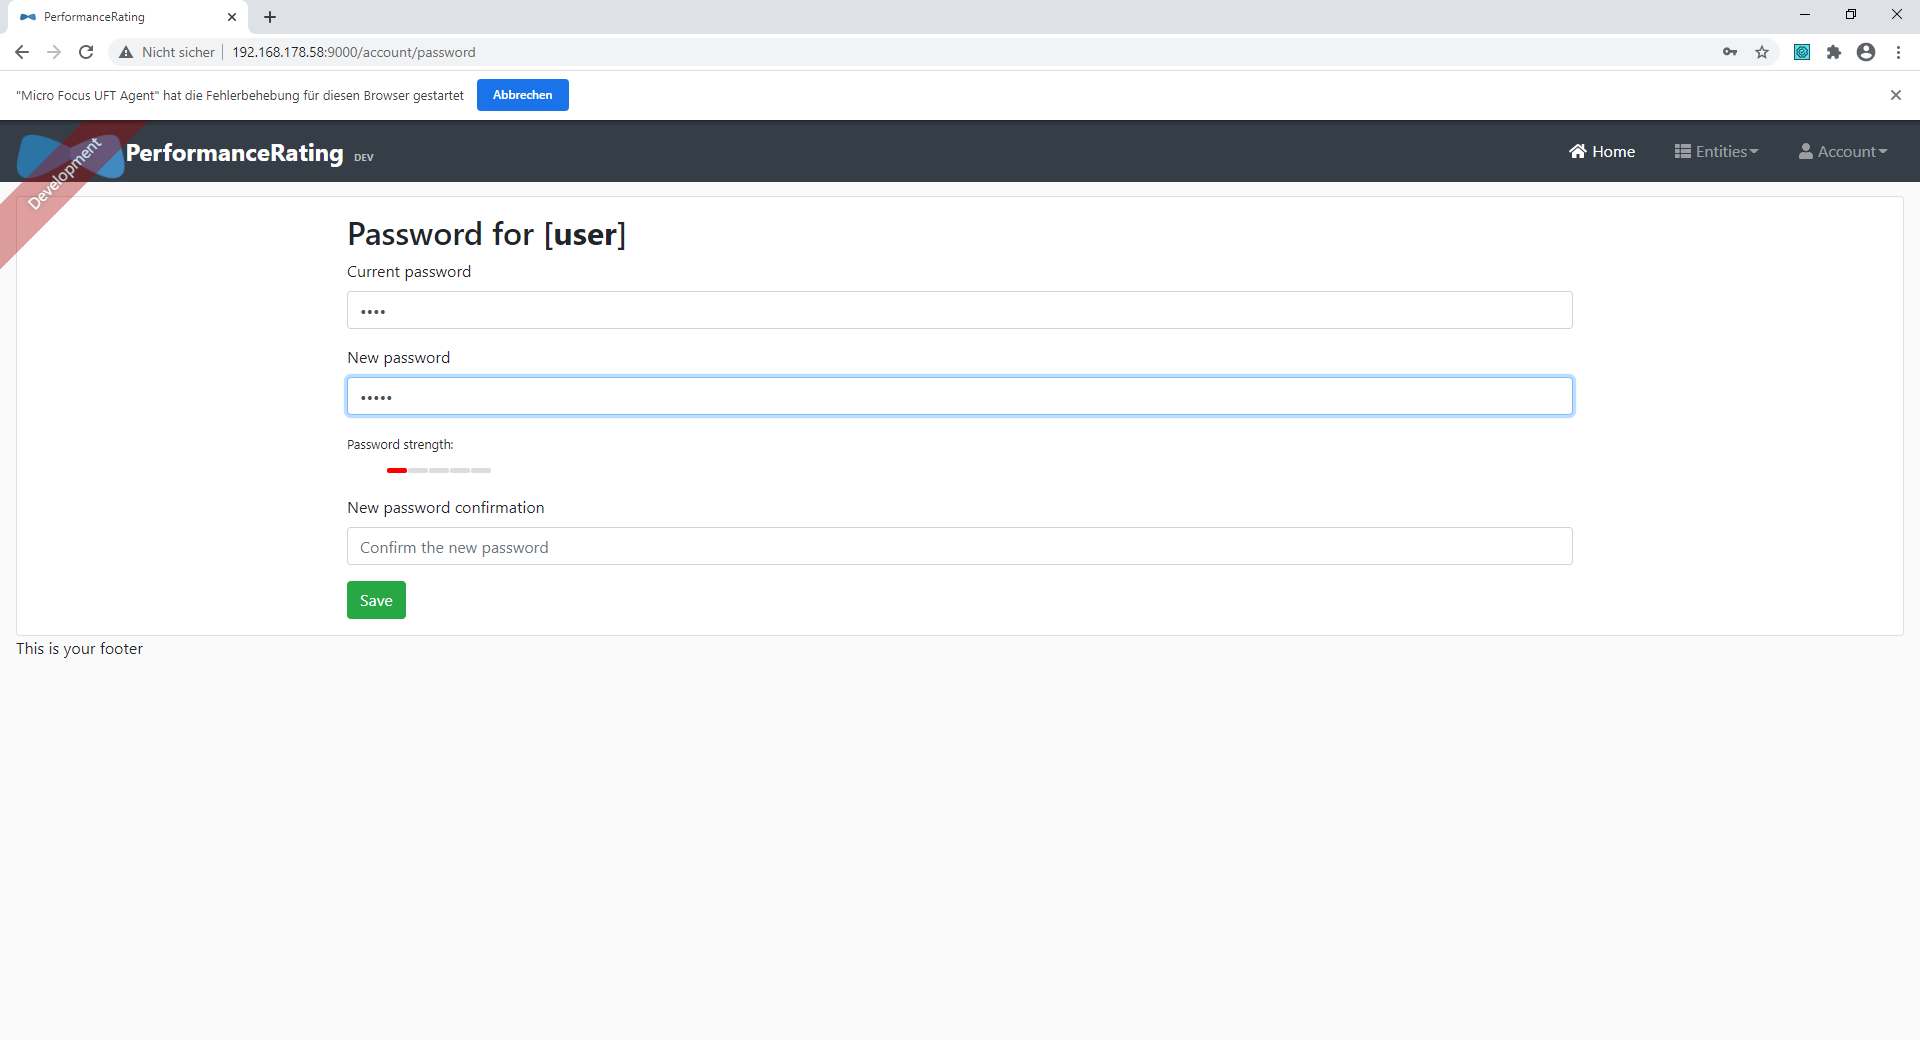 PerformanceRating
Nicht sicher 192.168.178.58:9000/account/password
"Micro Focus UFT Agent" hat die Fehlerbehebung für diesen Browser gestartet Abbrechen
Development
PerformanceRating DEV Home Entities Account
Password for [user]
Current password
••••
New password
•••••
Password strength:
New password confirmation
Confirm the new password
Save
This is your footer